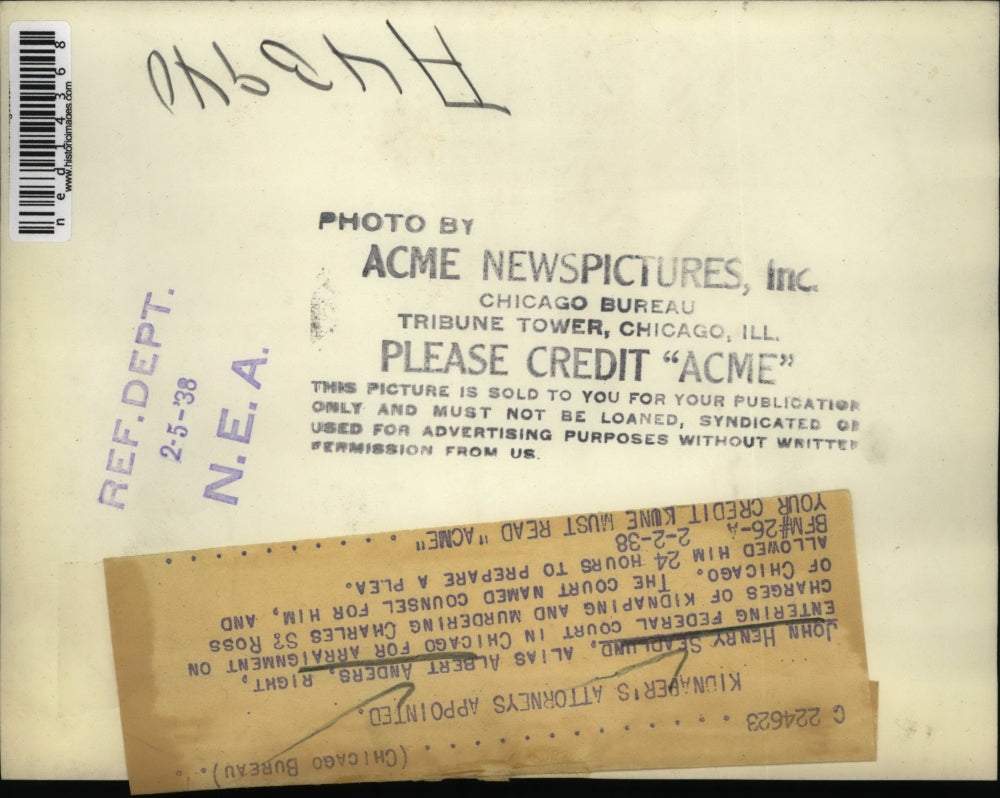 www.historicimages.com
ned14368
A43940
PHOTO BY
ACME NEWSPICTURES, Inc.
CHICAGO BUREAU
TRIBUNE TOWER, CHICAGO, ILL.
PLEASE CREDIT “ACME”
THIS PICTURE IS SOLD TO YOU FOR YOUR PUBLICATION
ONLY AND MUST NOT BE LOANED, SYNDICATED OR
USED FOR ADVERTISING PURPOSES WITHOUT WRITTEN
PERMISSION FROM US.
REF. DEPT.
2-5-'38
N.E.A.
C 224623 . . . . . . . . . . . . . . (CHICAGO BUREAU).
KIDNAPER'S ATTORNEYS APPOINTED.
JOHN HENRY SEADLUND, ALIAS ALBERT ANDERS, RIGHT,
ENTERING FEDERAL COURT IN CHICAGO FOR ARRAIGNMENT ON
CHARGES OF KIDNAPING AND MURDERING CHARLES S. ROSS
OF CHICAGO. THE COURT NAMED COUNSEL FOR HIM, AND
ALLOWED HIM 24 HOURS TO PREPARE A PLEA.
BFM#26-A 2-2-38
YOUR CREDIT LINE MUST READ "ACME" . . . . . . . . . . .